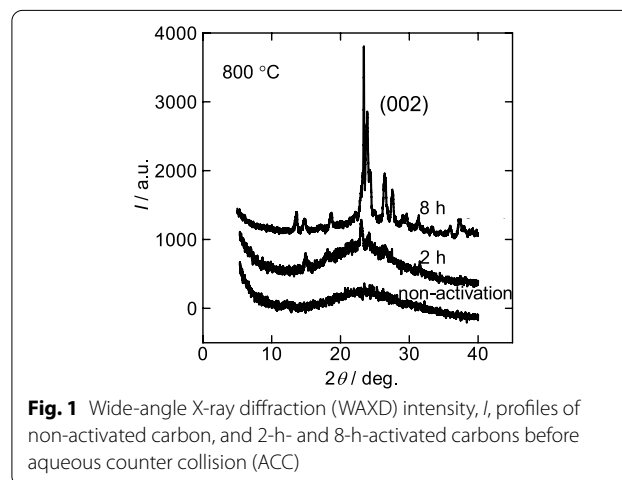 4000
800 °C
(002)
3000
I / a.u.
2000
8 h
1000
2 h
non-activation
0
0 10 20 30 40
2θ / deg.
Fig. 1 Wide-angle X-ray diffraction (WAXD) intensity, I, profiles of
non-activated carbon, and 2-h- and 8-h-activated carbons before
aqueous counter collision (ACC)